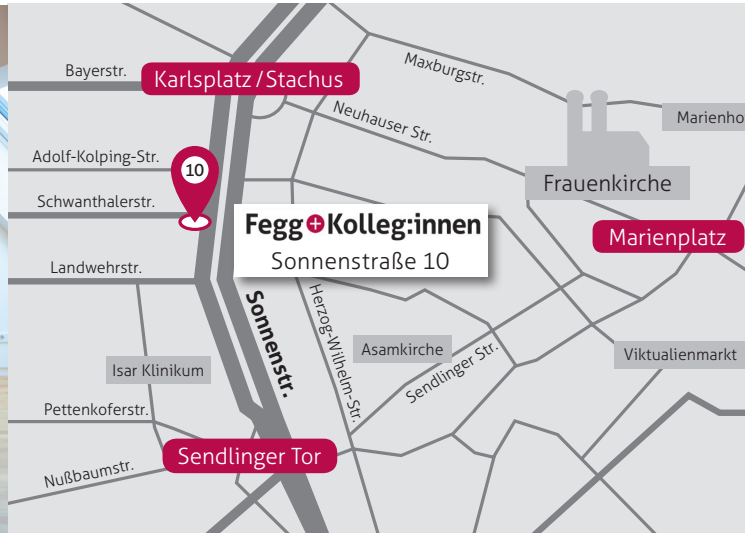 Maxburgstr.
Bayerstr.
Karlsplatz / Stachus
Neuhauser Str.
Marienho
Adolf-Kolping-Str.
10
Frauenkirche
Schwanthalerstr.
Fegg+Kolleg:innen
Sonnenstraße 10
Marienplatz
Landwehrstr.
Sonnenstr.
Herzog-Wilhelm-Str.
Asamkirche
Sendlinger Str.
Viktualienmarkt
Isar Klinikum
Pettenkoferstr.
Sendlinger Tor
Nußbaumstr.